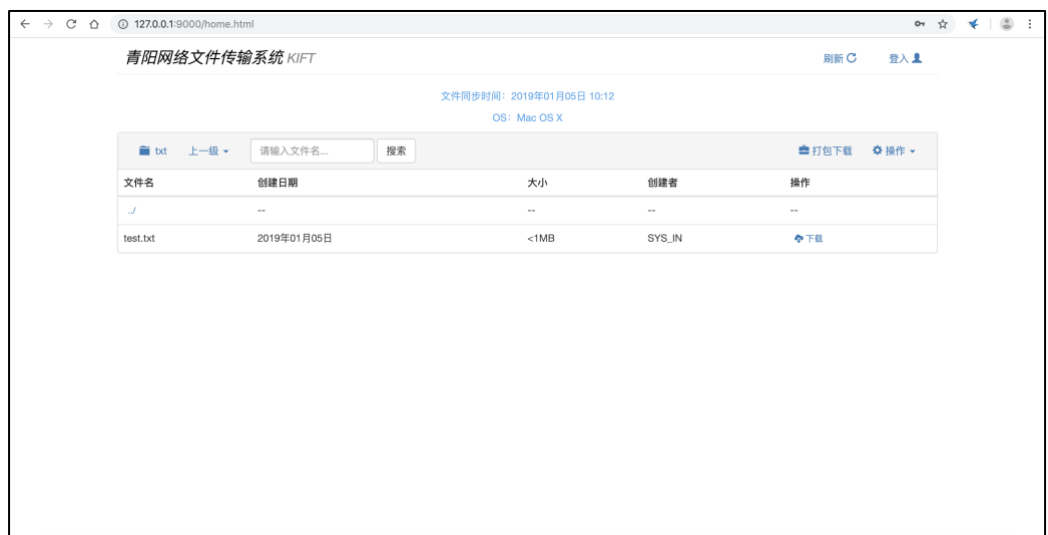 127.0.0.1:9000/home.html
青阳网络文件传输系统 KIFT 刷新 登入
文件同步时间：2019年01月05日 10:12
OS：Mac OS X
txt 上一级 请输入文件名... 搜索 打包下载 操作
文件名 创建日期 大小 创建者 操作
../ -- -- -- --
test.txt 2019年01月05日 <1MB SYS_IN 下载